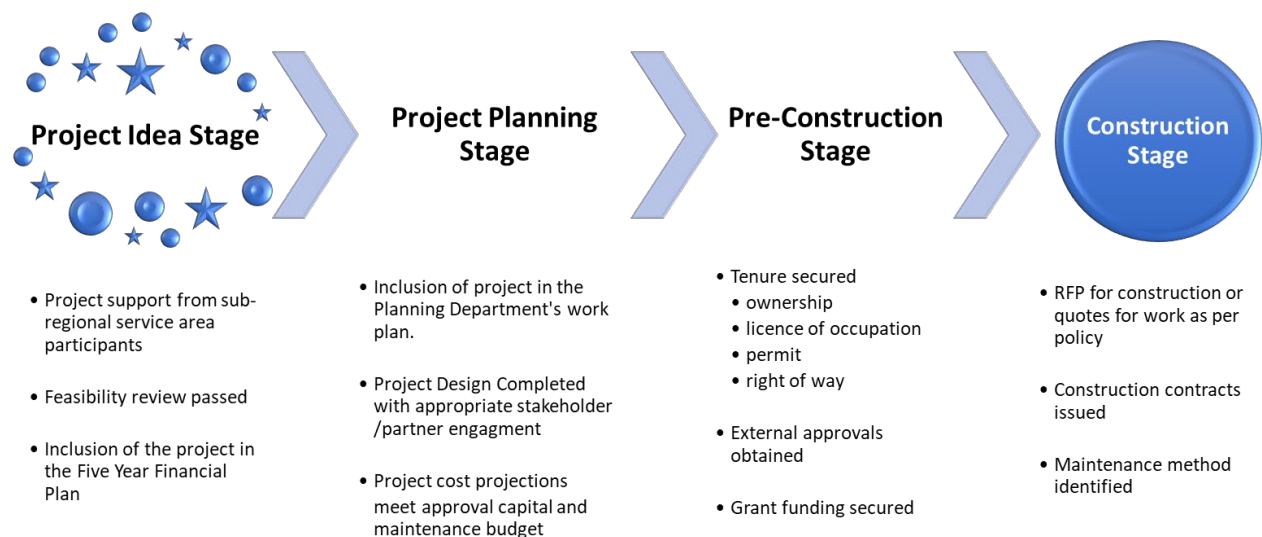 Project Idea Stage
• Project support from sub-
regional service area
participants
• Feasibility review passed
• Inclusion of the project in
the Five Year Financial
Plan
Project Planning
Stage
• Inclusion of project in the
Planning Department's work
plan.
• Project Design Completed
with appropriate stakeholder
/partner engagment
• Project cost projections
meet approval capital and
maintenance budget
Pre-Construction
Stage
• Tenure secured
• ownership
• licence of occupation
• permit
• right of way
• External approvals
obtained
• Grant funding secured
Construction
Stage
• RFP for construction or
quotes for work as per
policy
• Construction contracts
issued
• Maintenance method
identified